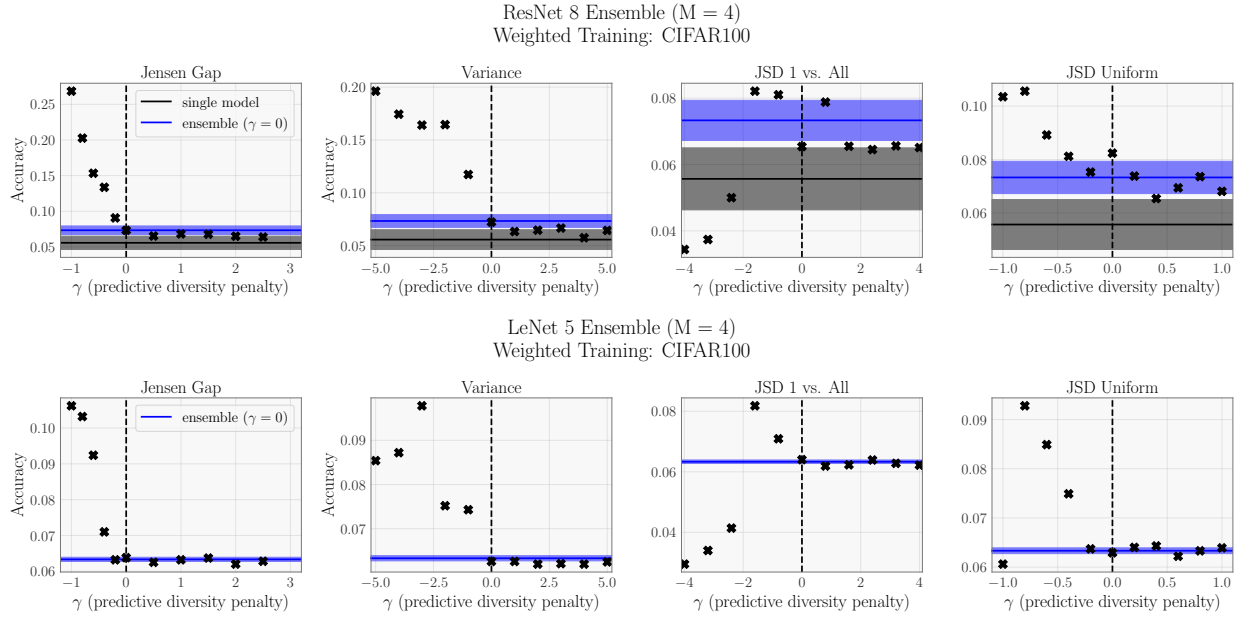 ResNet 8 Ensemble (M = 4)
Weighted Training: CIFAR100
Jensen Gap
Variance
JSD 1 vs. All
JSD Uniform
single model
ensemble (γ = 0)
Accuracy
0.25
0.20
0.15
0.10
0.05
−1 0 1 2 3
γ (predictive diversity penalty)
Accuracy
0.20
0.15
0.10
0.05
−5.0 −2.5 0.0 2.5 5.0
γ (predictive diversity penalty)
0.08
0.06
0.04
−4 −2 0 2 4
γ (predictive diversity penalty)
0.10
0.08
0.06
−1.0 −0.5 0.0 0.5 1.0
γ (predictive diversity penalty)
LeNet 5 Ensemble (M = 4)
Weighted Training: CIFAR100
Jensen Gap
Variance
JSD 1 vs. All
JSD Uniform
ensemble (γ = 0)
Accuracy
0.10
0.09
0.08
0.07
0.06
−1 0 1 2 3
γ (predictive diversity penalty)
Accuracy
0.09
0.08
0.07
−5.0 −2.5 0.0 2.5 5.0
γ (predictive diversity penalty)
0.08
0.06
0.04
−4 −2 0 2 4
γ (predictive diversity penalty)
0.09
0.08
0.07
0.06
−1.0 −0.5 0.0 0.5 1.0
γ (predictive diversity penalty)